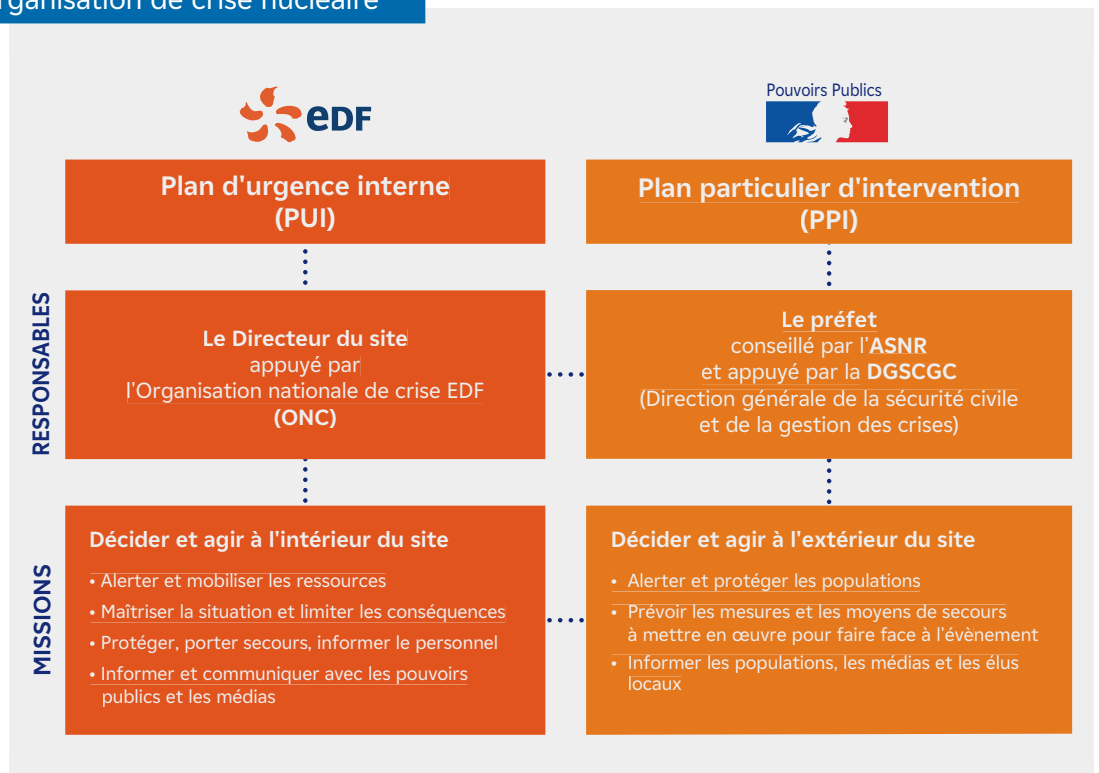 rganisation de crise nucléaire
eDF
Pouvoirs Publics
Plan d'urgence interne
(PUI)
Plan particulier d'intervention
(PPI)
RESPONSABLES
Le Directeur du site
appuyé par
l'Organisation nationale de crise EDF
(ONC)
Le préfet
conseillé par l'ASNR
et appuyé par la DGSCGC
(Direction générale de la sécurité civile
et de la gestion des crises)
MISSIONS
Décider et agir à l'intérieur du site
• Alerter et mobiliser les ressources
• Maîtriser la situation et limiter les conséquences
• Protéger, porter secours, informer le personnel
• Informer et communiquer avec les pouvoirs
publics et les médias
Décider et agir à l'extérieur du site
• Alerter et protéger les populations
• Prévoir les mesures et les moyens de secours
à mettre en œuvre pour faire face à l'évènement
• Informer les populations, les médias et les élus
locaux